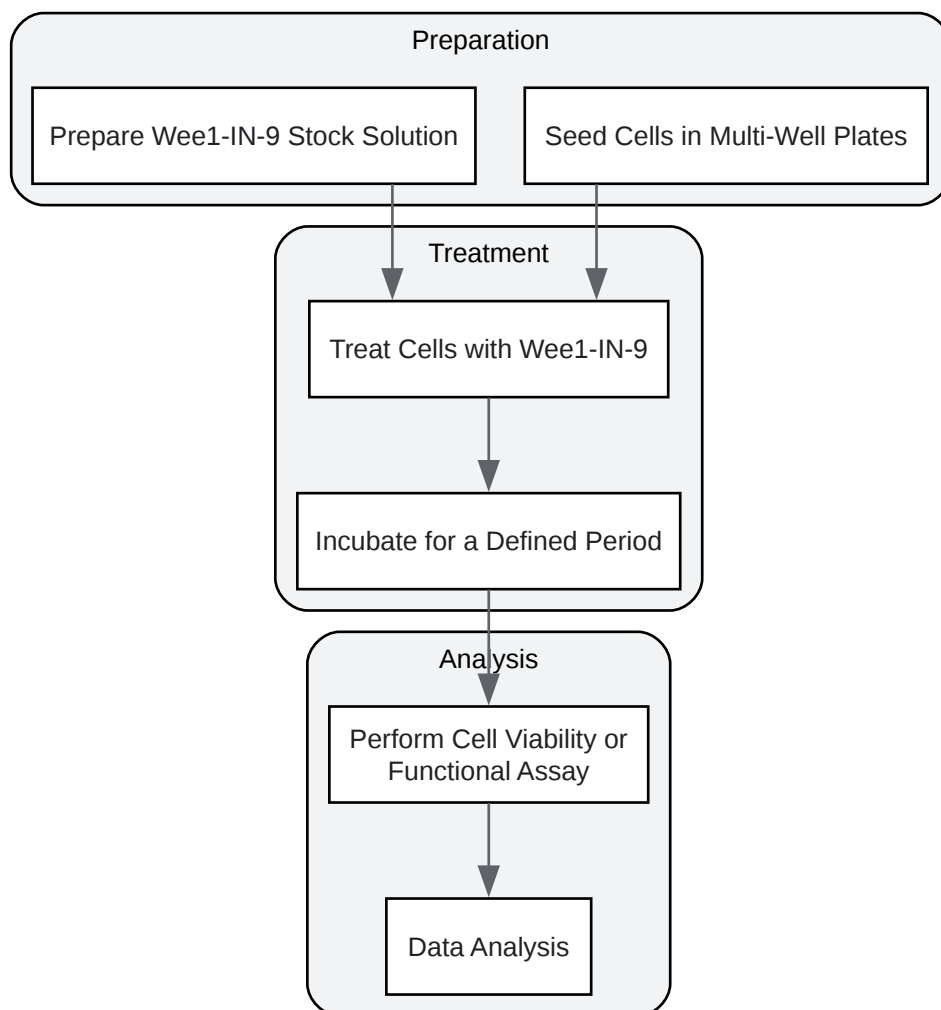 Preparation
Prepare Wee1-IN-9 Stock Solution
Seed Cells in Multi-Well Plates
Treatment
Treat Cells with Wee1-IN-9
Incubate for a Defined Period
Analysis
Perform Cell Viability or
Functional Assay
Data Analysis